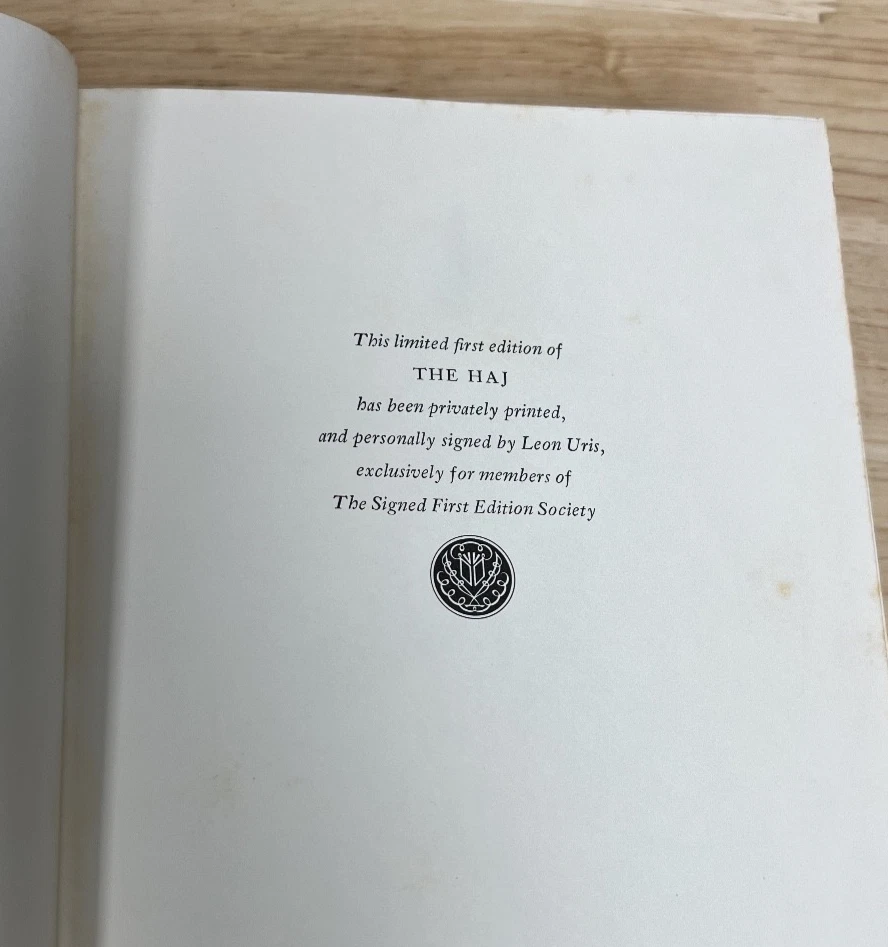 This limited first edition of
THE HAJ
has been privately printed,
and personally signed by Leon Uris,
exclusively for members of
The Signed First Edition Society